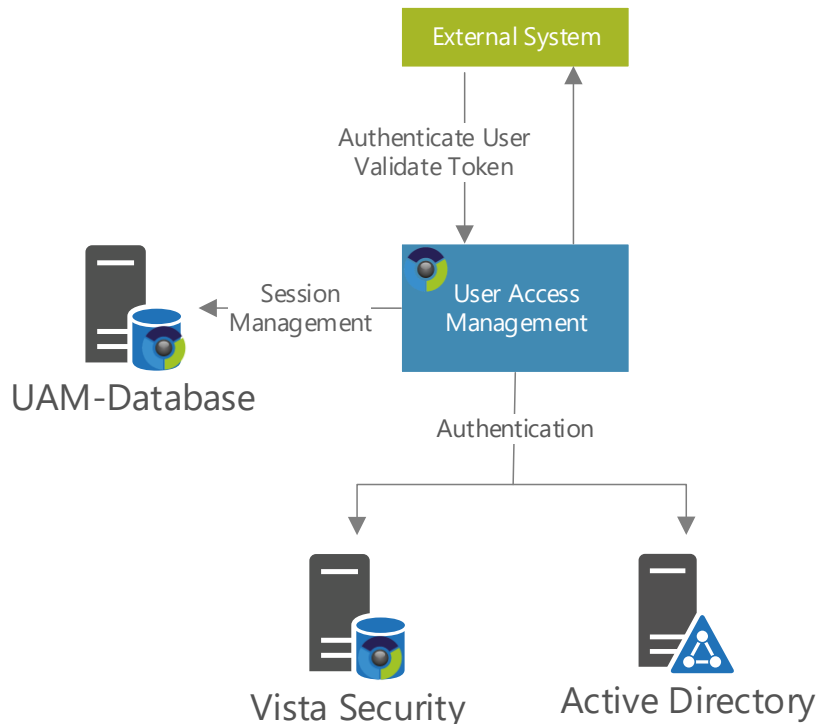 External System
Authenticate User
Validate Token
User Access
Management
Session
Management
UAM-Database
Authentication
Vista Security
Active Directory